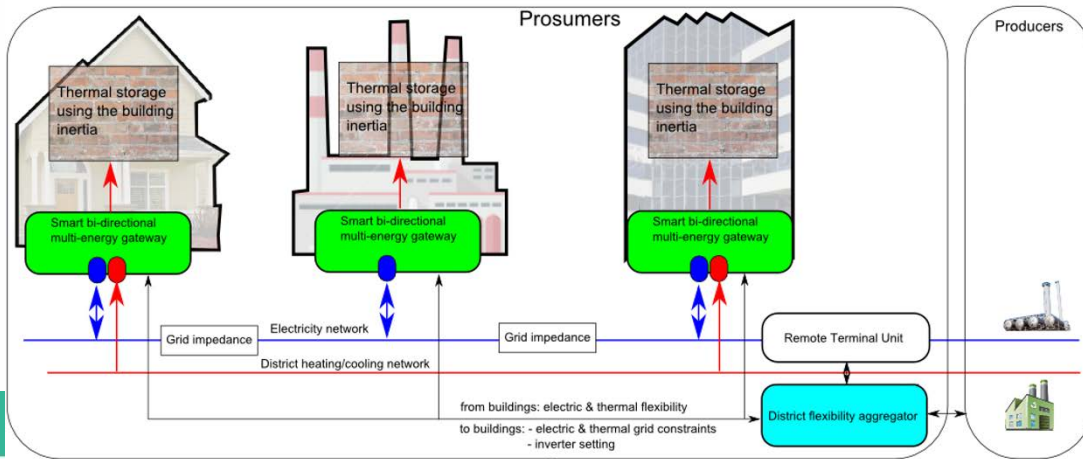 Prosumers
Producers
Thermal storage
using the building
inertia
Thermal storage
using the building
inertia
Thermal storage
using the building
inertia
Smart bi-directional
multi-energy gateway
Smart bi-directional
multi-energy gateway
Smart bi-directional
multi-energy gateway
Grid impedance
Electricity network
Grid impedance
Remote Terminal Unit
District heating/cooling network
from buildings: electric & thermal flexibility
to buildings: - electric & thermal grid constraints
- inverter setting
District flexibility aggregator